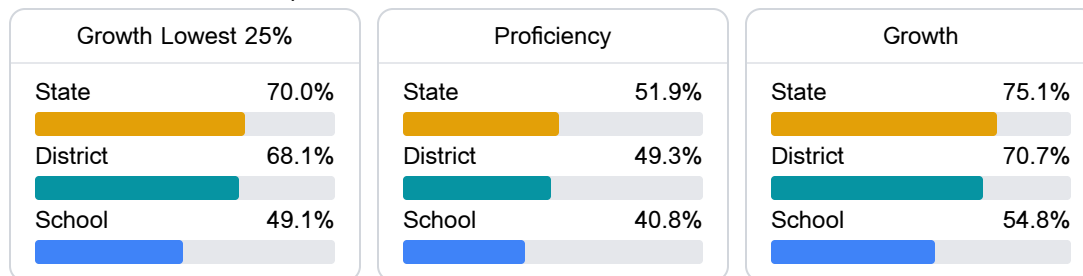 Growth Lowest 25%
State 70.0%
District 68.1%
School 49.1%
Proficiency
State 51.9%
District 49.3%
School 40.8%
Growth
State 75.1%
District 70.7%
School 54.8%